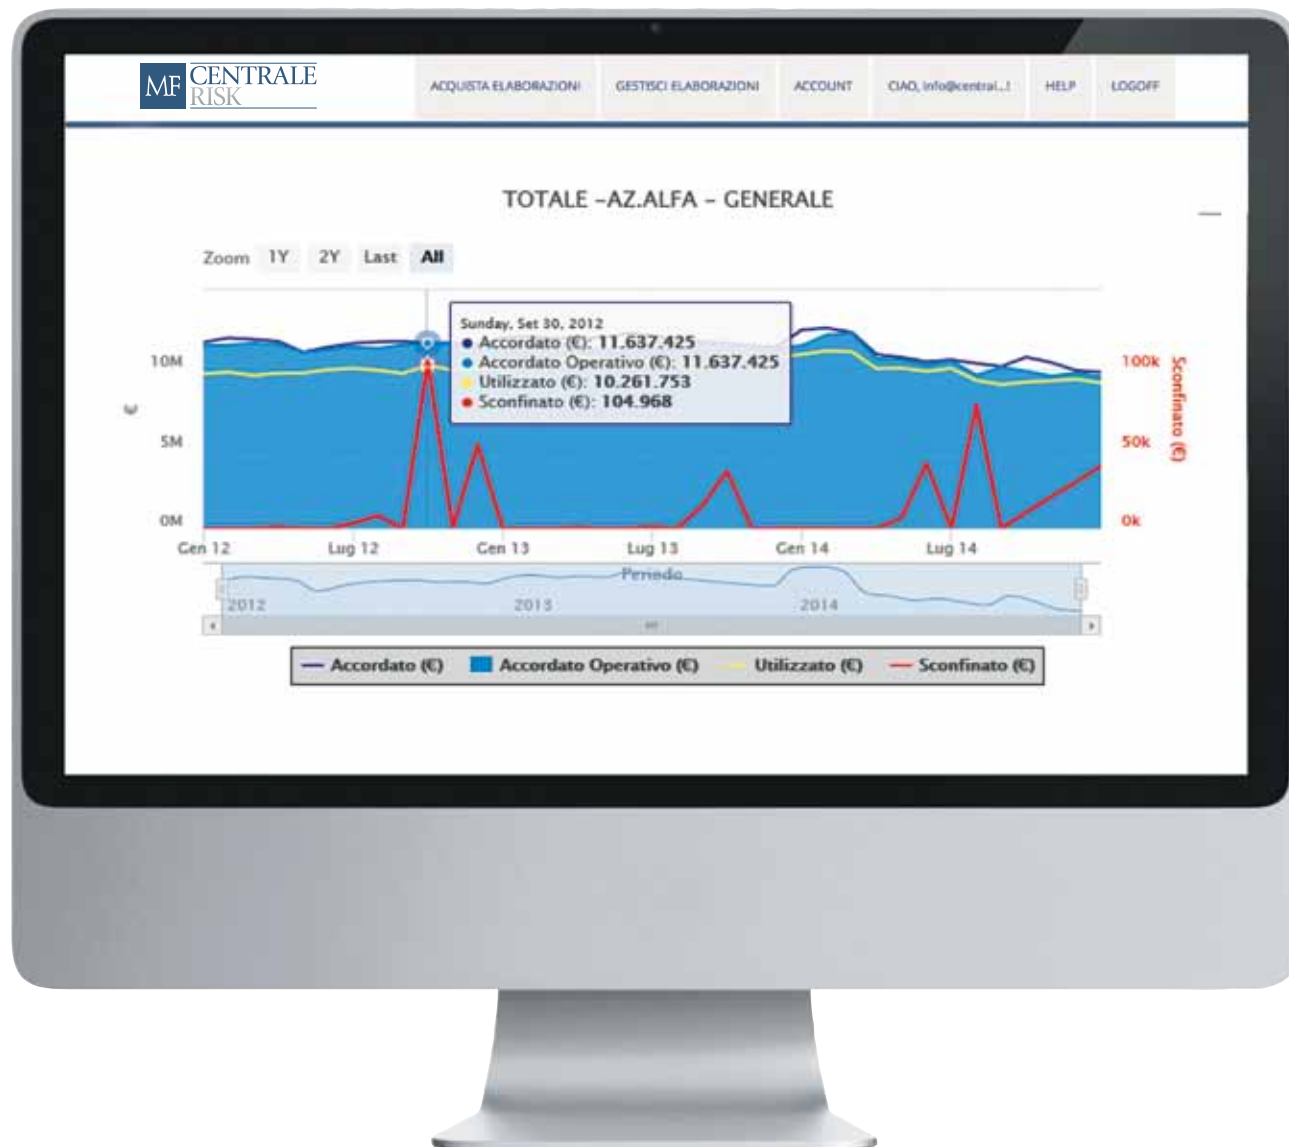 MF CENTRALE
RISK
ACQUISTA ELABORAZIONI GESTISCI ELABORAZIONI ACCOUNT CIAO, info@central...! HELP LOGOFF
TOTALE -AZ.ALFA - GENERALE
Zoom 1Y 2Y Last All
Sunday, Set 30, 2012
Accordato (€): 11.637.425
Accordato Operativo (€): 11.637.425
Utilizzato (€): 10.261.753
Sconfinato (€): 104.968
10M
5M
0M
€
100k
50k
0k
Sconfinato (€)
Gen 12 Lug 12 Gen 13 Lug 13 Gen 14 Lug 14
Periodo
2012 2013 2014
Accordato (€) Accordato Operativo (€) Utilizzato (€) Sconfinato (€)